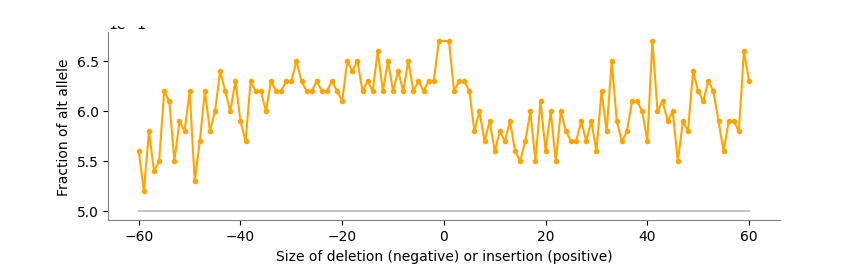 Fraction of alt allele
6.5
6.0
5.5
5.0
−60 −40 −20 0 20 40 60
Size of deletion (negative) or insertion (positive)